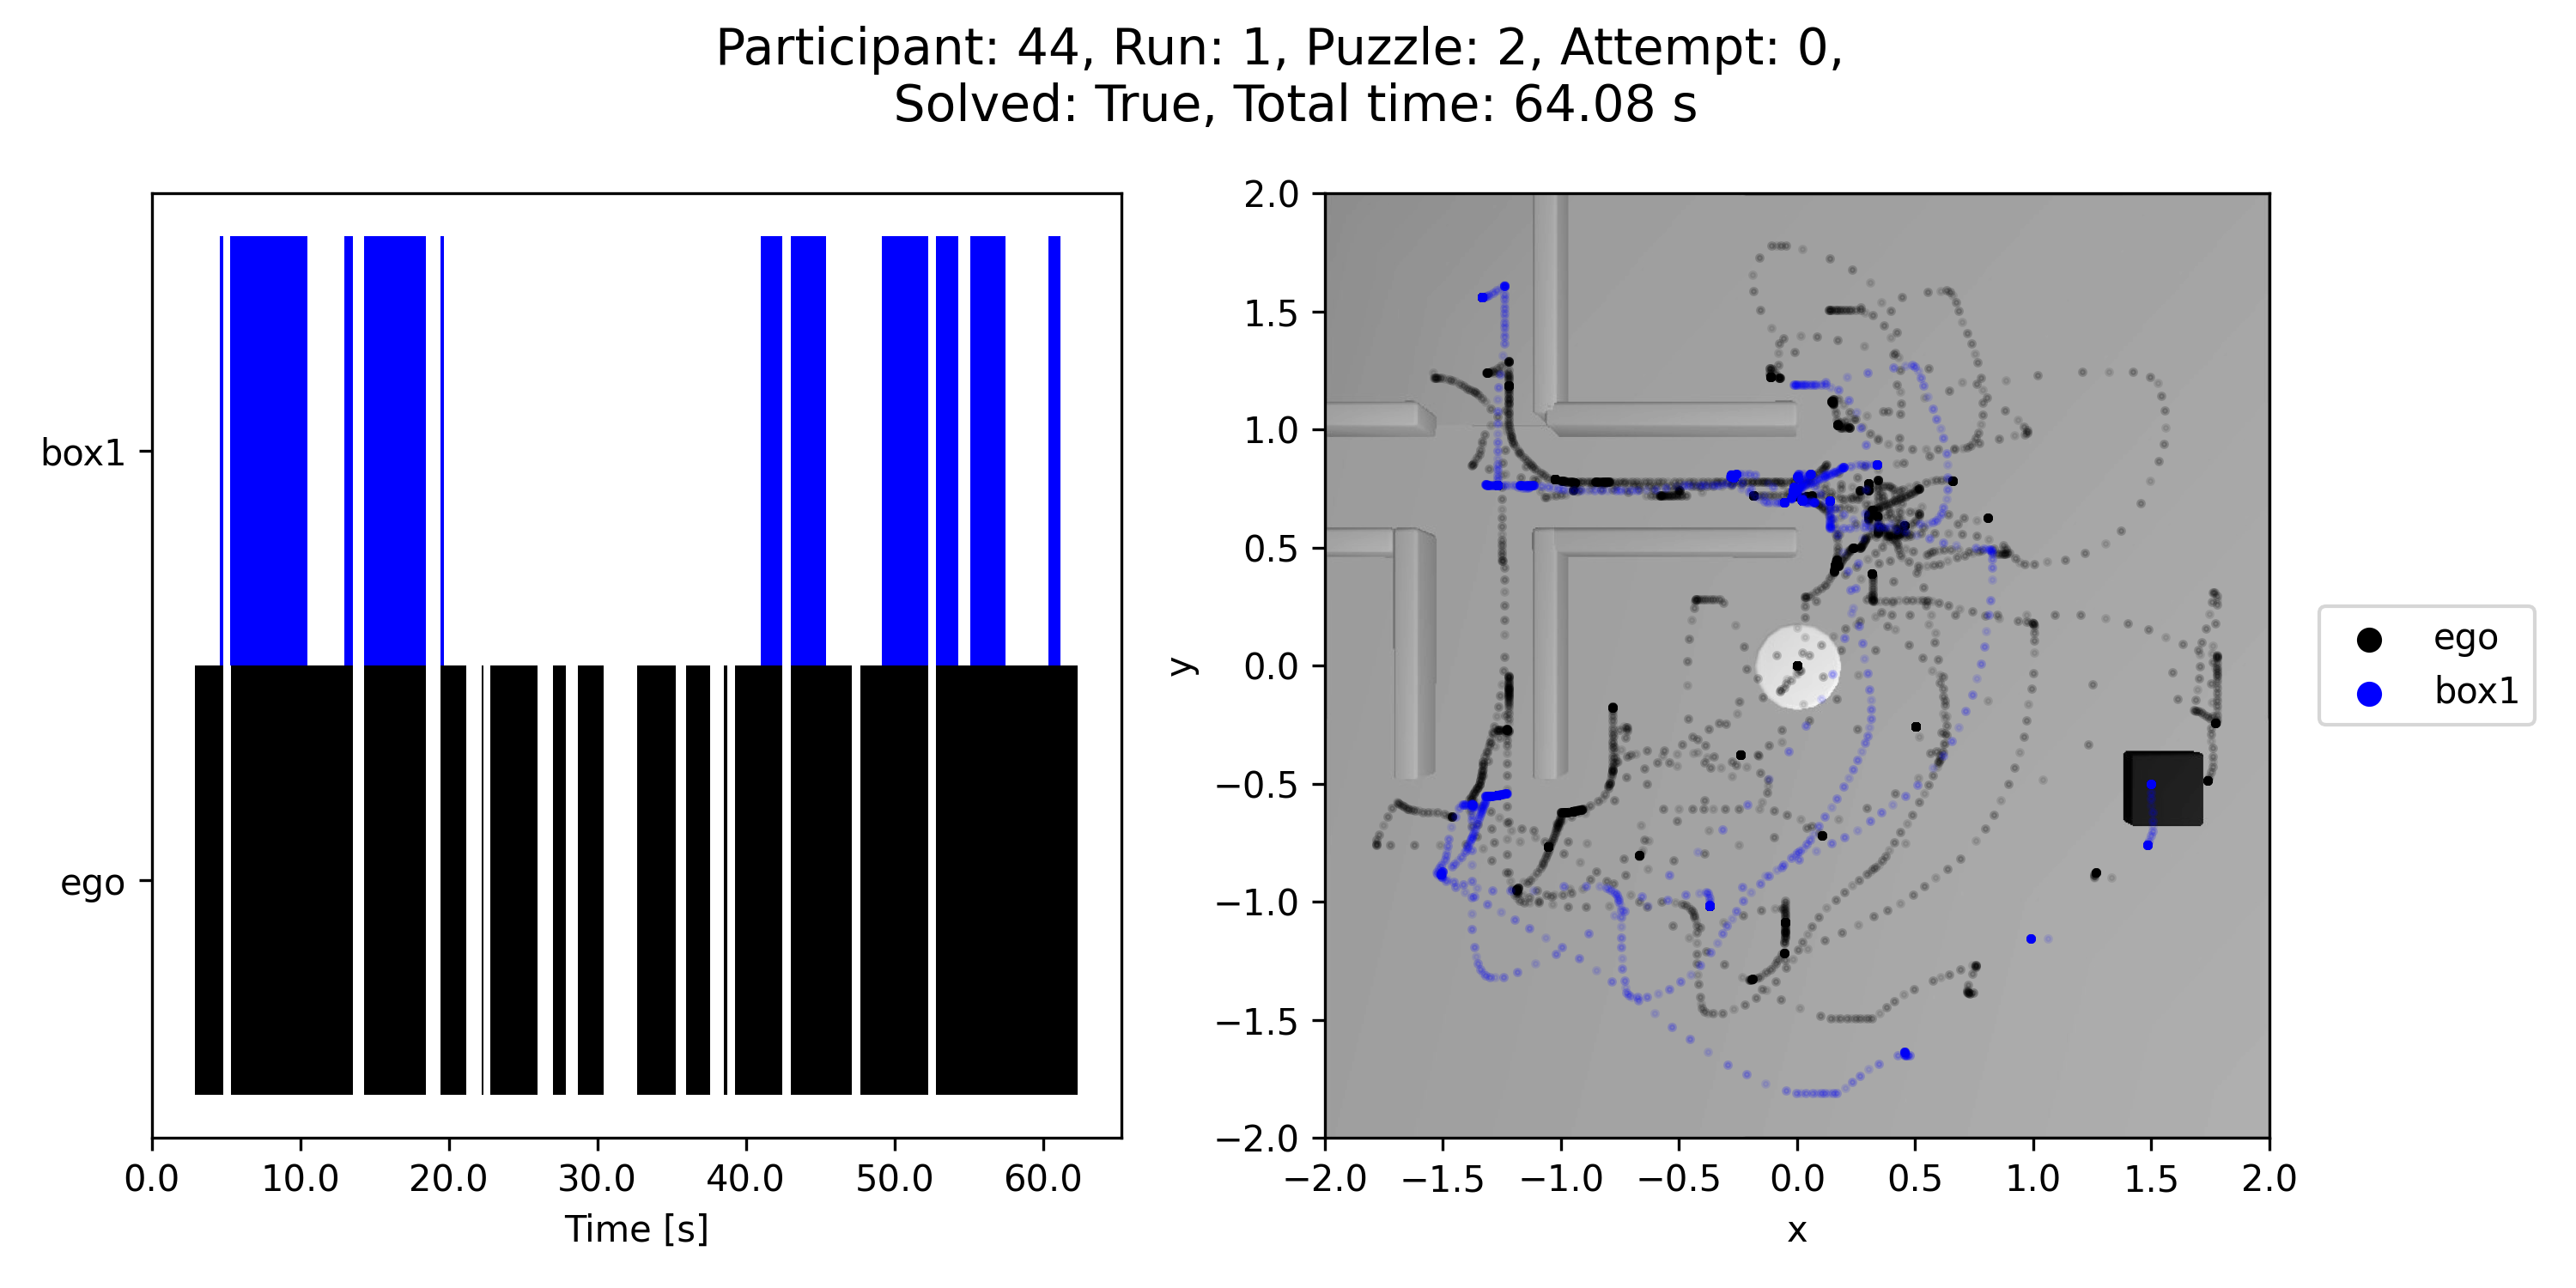 Participant: 44, Run: 1, Puzzle: 2, Attempt: 0,
Solved: True, Total time: 64.08 s
box1
ego
0.0 10.0 20.0 30.0 40.0 50.0 60.0
Time [s]
2.0
1.5
1.0
0.5
0.0
−0.5
−1.0
−1.5
−2.0
y
−2.0 −1.5 −1.0 −0.5 0.0 0.5 1.0 1.5 2.0
x
ego
box1